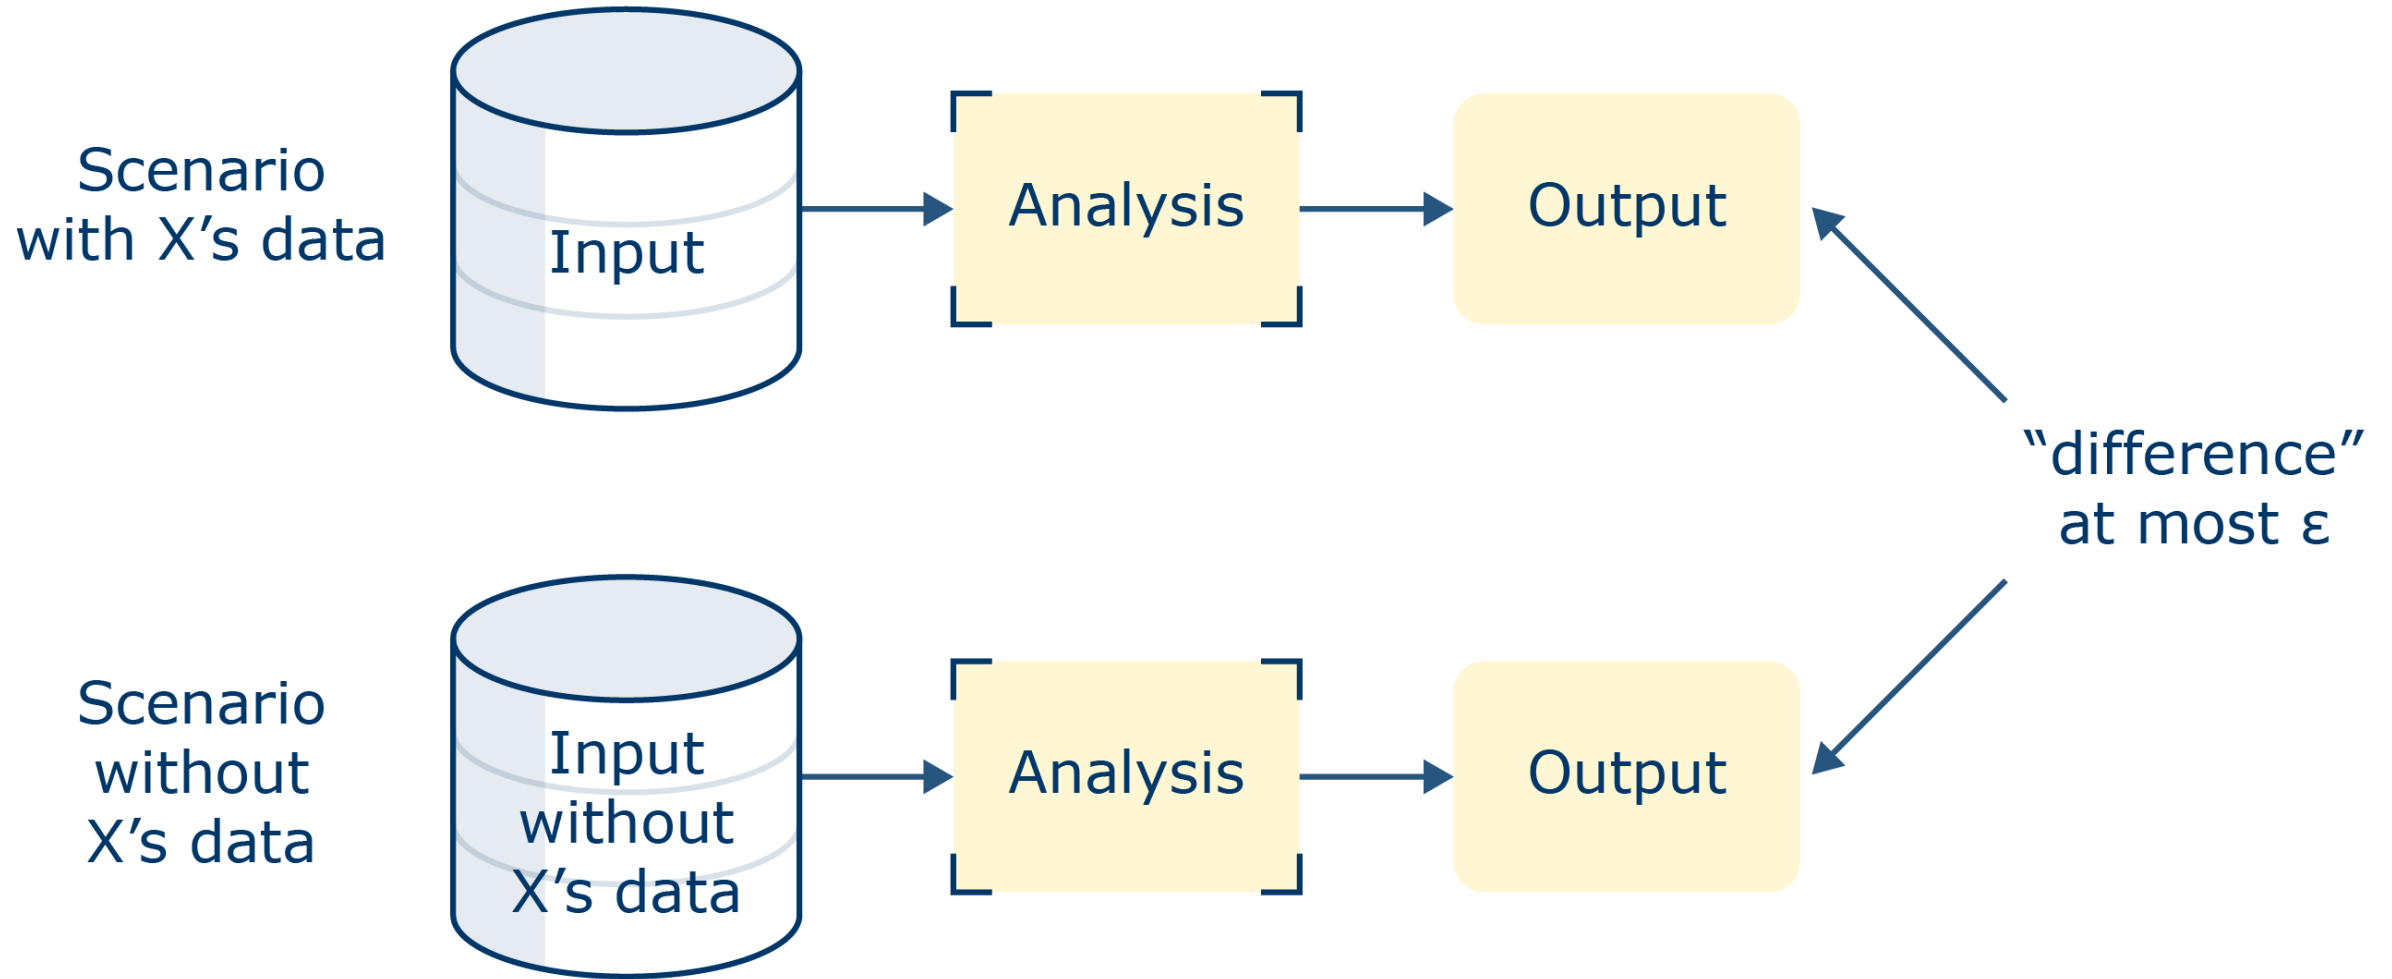 Scenario
with X’s data
Input
Analysis
Output
“difference”
at most ε
Scenario
without
X’s data
Input
without
X’s data
Analysis
Output